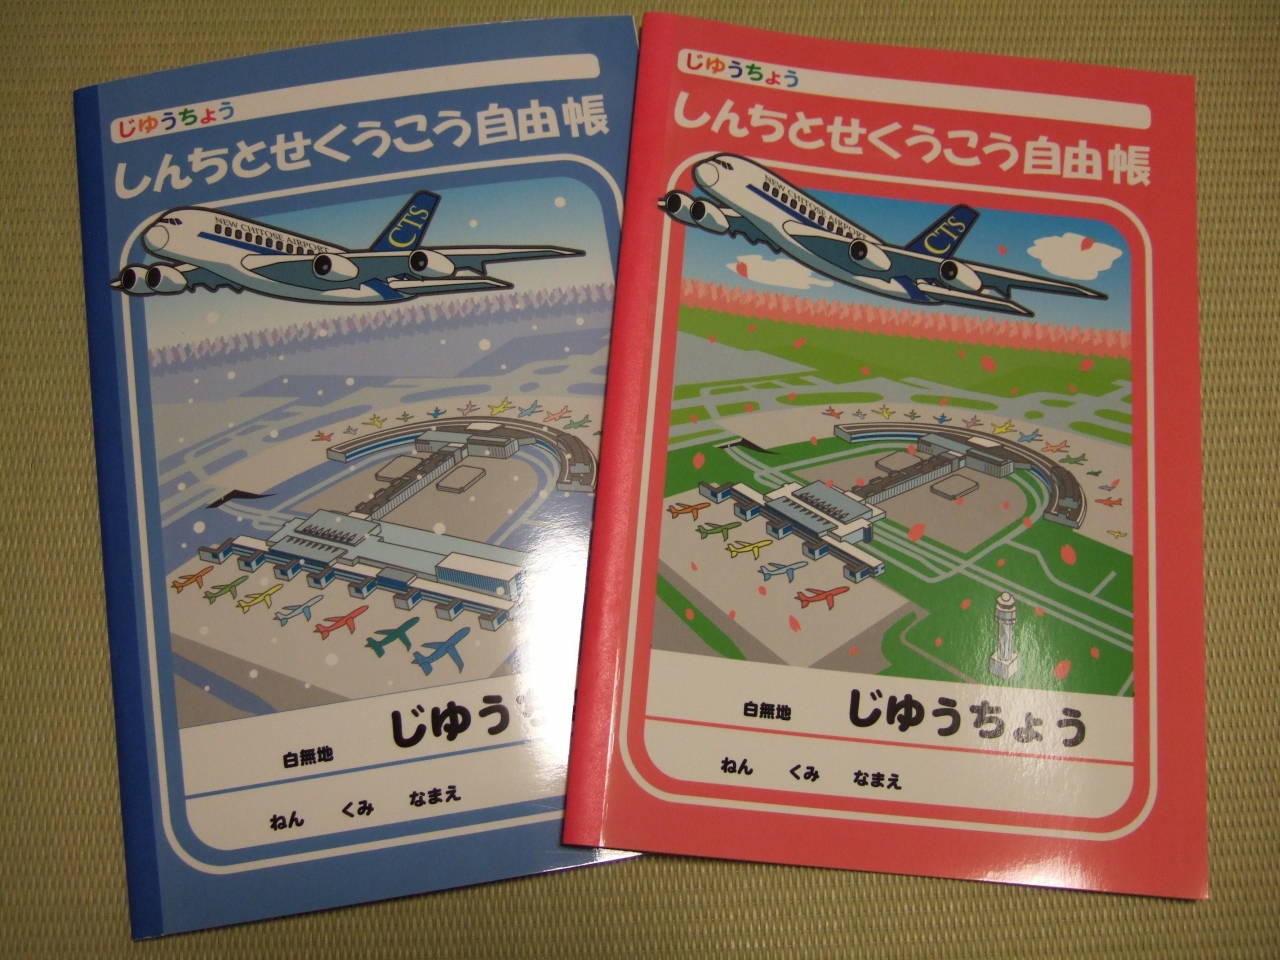 じゆうちょう
しんちとせくうこう自由帳
NEW CHITOSE AIRPORT
CTS
白無地
じゆうち
ねん くみ なまえ
じゆうちょう
しんちとせくうこう自由帳
NEW CHITOSE AIRPORT
CTS
白無地
じゆうちょう
ねん くみ なまえ